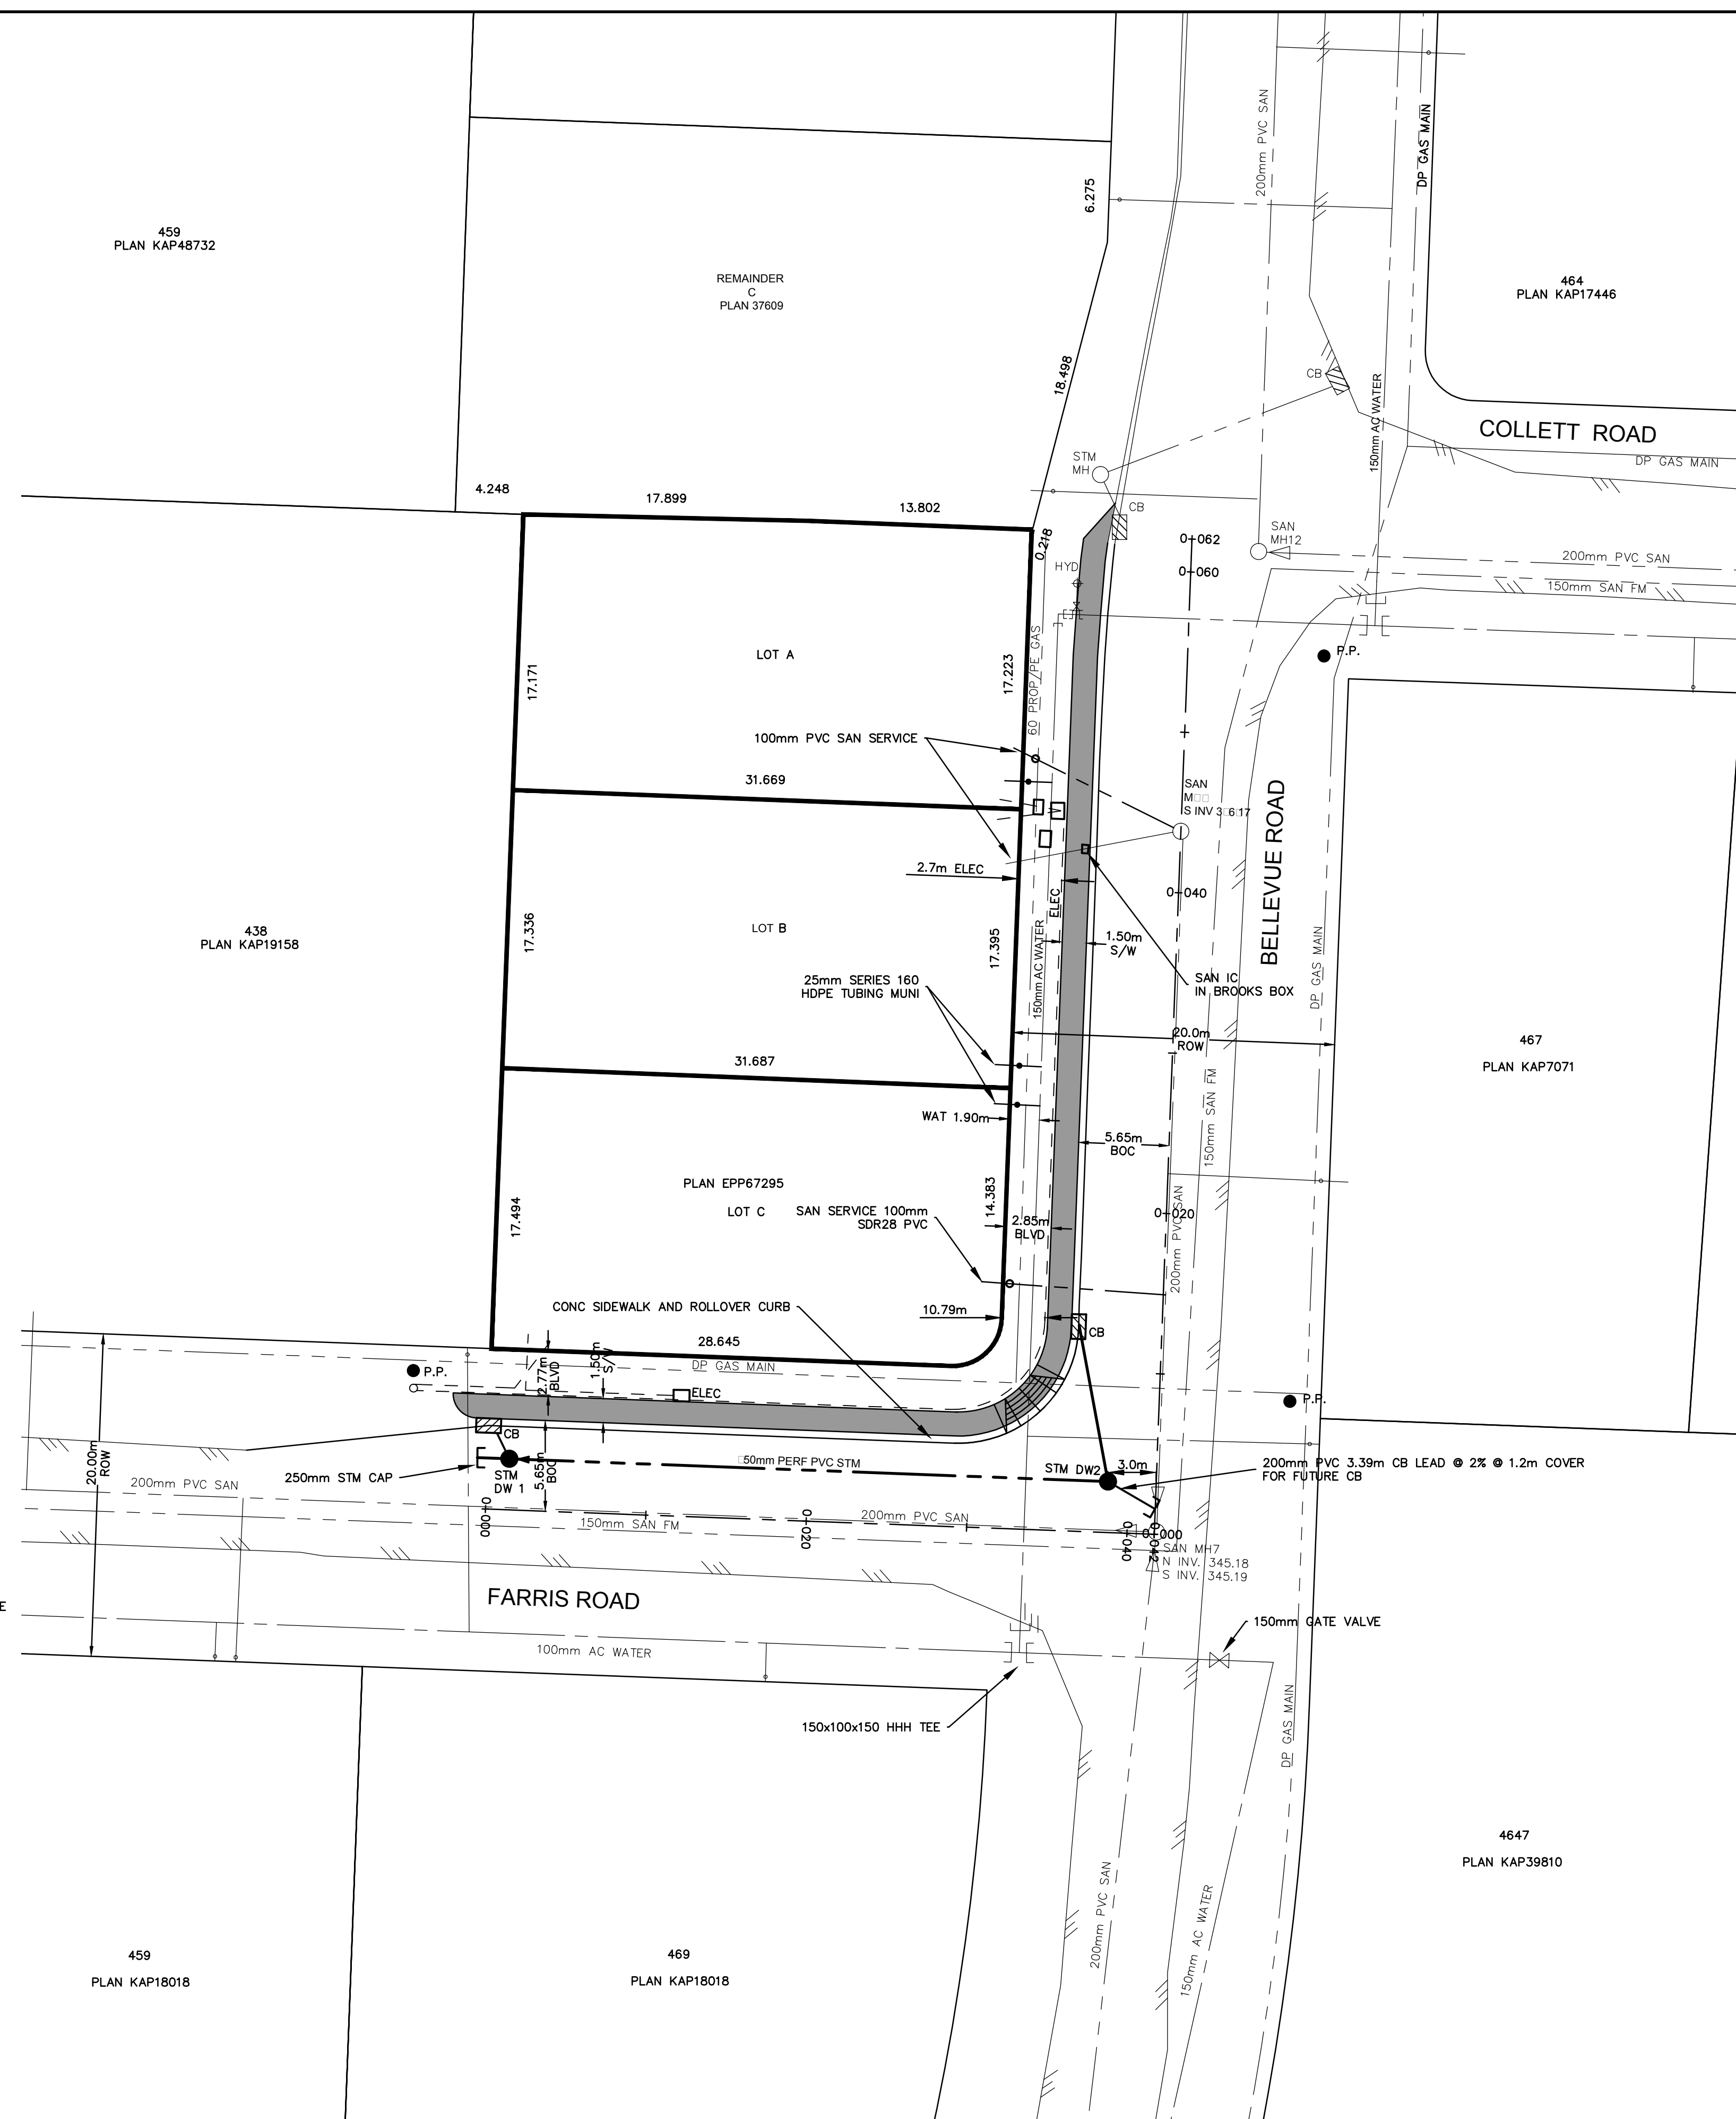 200mm PVC SAN
DP GAS MAIN
6.275
459
PLAN KAP48732
REMAINDER
C
PLAN 37609
464
PLAN KAP17446
18.498
CB
150mm AC WATER
COLLETT ROAD
DP GAS MAIN
STM
MH
4.248
17.899
13.802
CB
0.218
0+062
SAN
MH12
200mm PVC SAN
HYD
0+060
150mm SAN FM
60 PROP/PE GAS
LOT A
17.171
17.223
P.P.
100mm PVC SAN SERVICE
31.669
SAN
S INV
BELLEVUE ROAD
2.7m ELEC
ELEC
0+040
438
PLAN KAP19158
17.336
LOT B
17.395
150mm AC WATER
1.50m
S/W
DP GAS MAIN
25mm SERIES 160
HDPE TUBING MUNI
SAN IC
IN BROOKS BOX
20.0m
ROW
467
PLAN KAP7071
31.687
150mm SAN FM
WAT 1.90m
5.65m
BOC
PLAN EPP67295
LOT C
17.494
14.383
SAN SERVICE 100mm
SDR28 PVC
2.85m
BLVD
0+020
200mm PVC SAN
CONC SIDEWALK AND ROLLOVER CURB
10.79m
CB
28.645
2.77m
BLVD
1.50m
S/W
DP GAS MAIN
P.P.
ELEC
P.P.
20.00m
ROW
CB
250mm STM CAP
STM
DW 1
5.65m
BOC
50mm PERF PVC STM
STM DW2
3.0m
200mm PVC 3.39m CB LEAD @ 2% @ 1.2m COVER
FOR FUTURE CB
200mm PVC SAN
0+000
150mm SAN FM
0+020
200mm PVC SAN
0+040
0+042
0+000
SAN MH7
N INV. 345.18
S INV. 345.19
FARRIS ROAD
E
100mm AC WATER
150mm GATE VALVE
150x100x150 HHH TEE
DP GAS MAIN
4647
PLAN KAP39810
200mm PVC SAN
150mm AC WATER
459
PLAN KAP18018
469
PLAN KAP18018